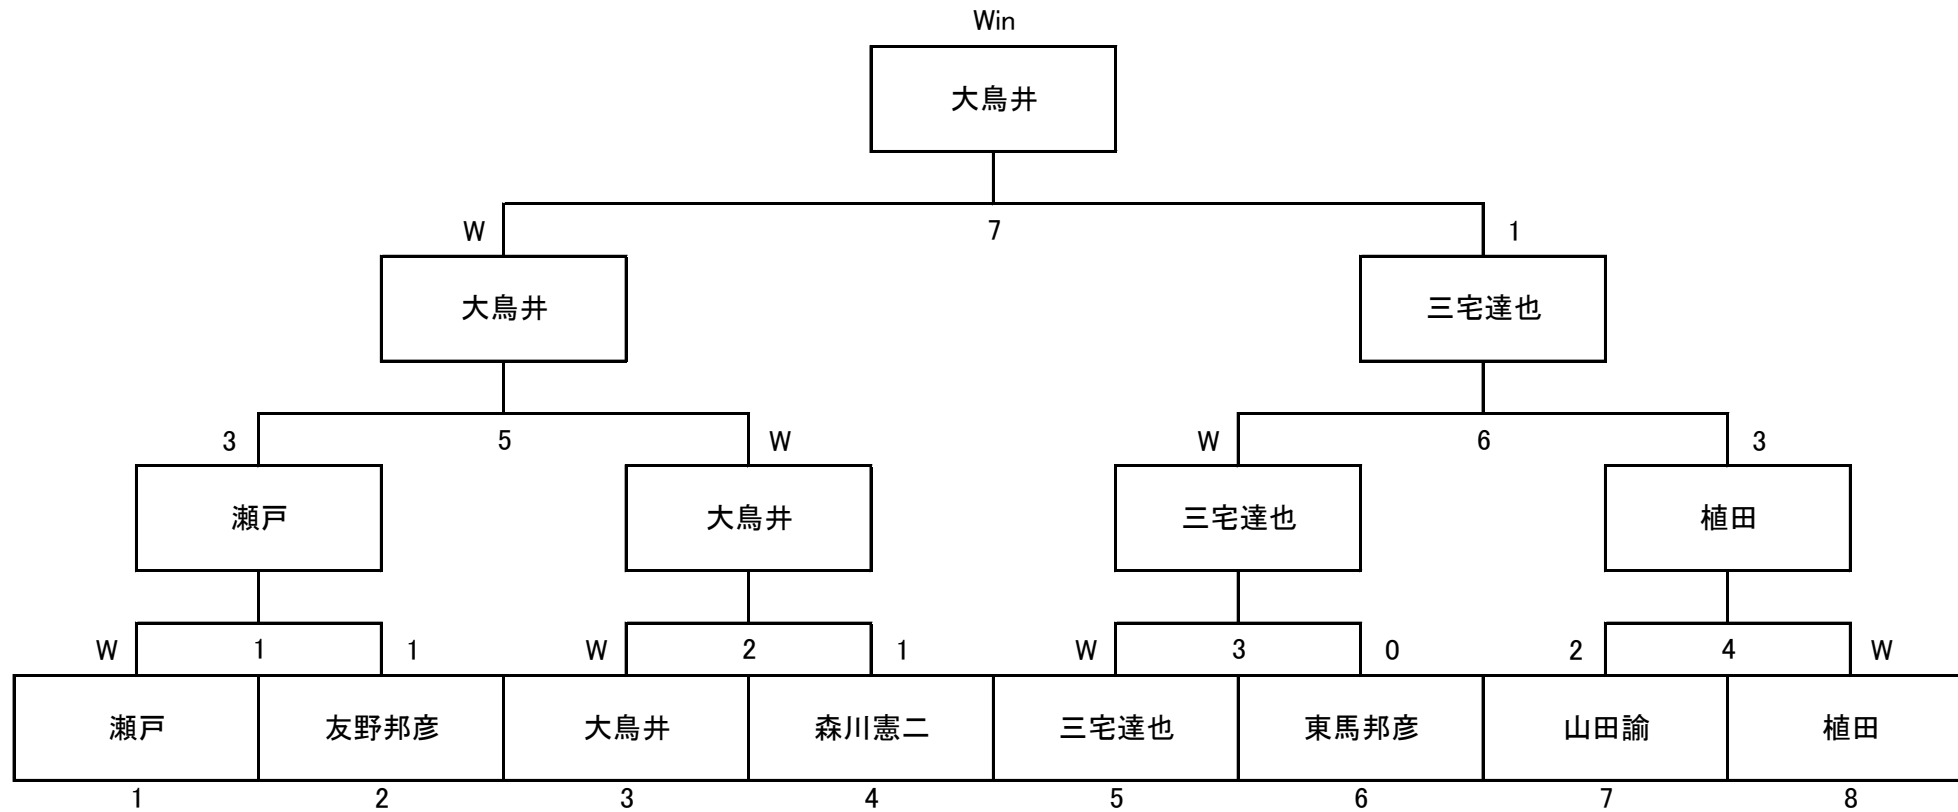 Win
大鳥井
W 7 1
大鳥井 三宅達也
3 5 W W 6 3
瀬戸 大鳥井 三宅達也 植田
W 1 1 W 2 1 W 3 0 2 4 W
瀬戸 友野邦彦 大鳥井 森川憲二 三宅達也 東馬邦彦 山田諭 植田
1 2 3 4 5 6 7 8